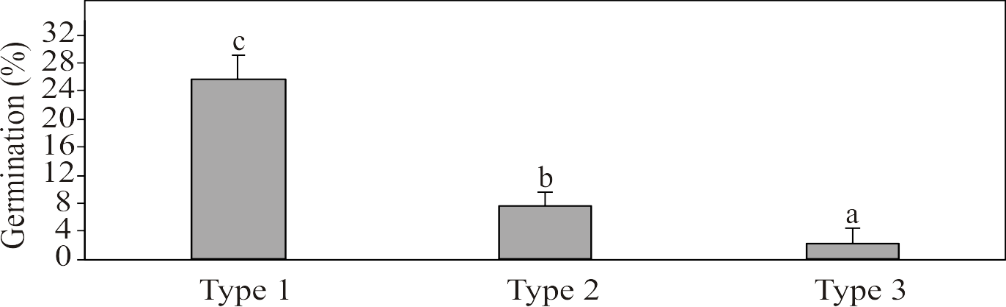 Germination (%)
32
28
24
20
16
12
8
4
0
c
b
a
Type 1
Type 2
Type 3